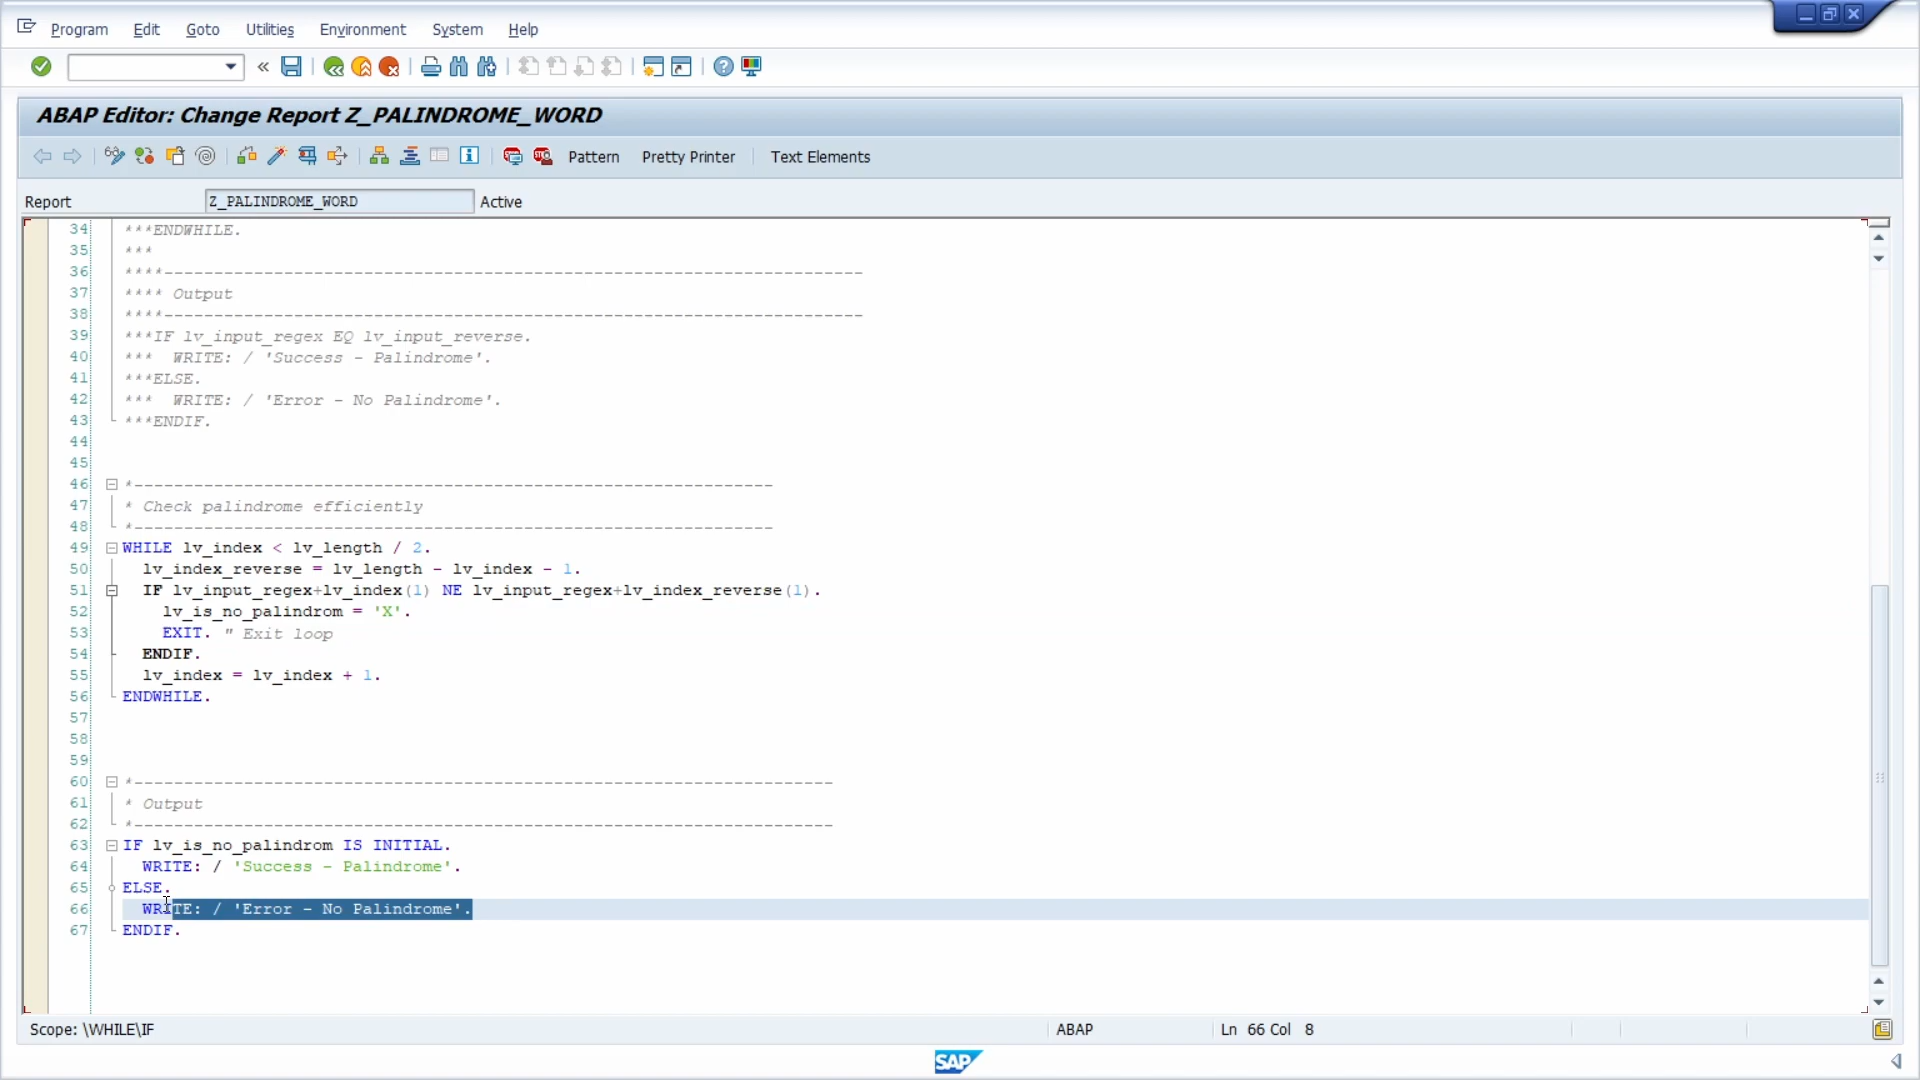 Program Edit Goto Utilities Environment System Help
ABAP Editor: Change Report Z_PALINDROME_WORD
Pattern Pretty Printer Text Elements
Report Z_PALINDROME_WORD Active
34 ***ENDWHILE.
35 ***
36 ****----------------------------------------------------------------------
37 **** Output
38 ****----------------------------------------------------------------------
39 ***IF lv_input_regex EQ lv_input_reverse.
40 ***  WRITE: / 'Success - Palindrome'.
41 ***ELSE.
42 ***  WRITE: / 'Error - No Palindrome'.
43 ***ENDIF.
44
45
46 *----------------------------------------------------------------
47 * Check palindrome efficiently
48 *----------------------------------------------------------------
49 WHILE lv_index < lv_length / 2.
50   lv_index_reverse = lv_length - lv_index - 1.
51   IF lv_input_regex+lv_index(1) NE lv_input_regex+lv_index_reverse(1).
52     lv_is_no_palindrom = 'X'.
53     EXIT. " Exit loop
54   ENDIF.
55   lv_index = lv_index + 1.
56 ENDWHILE.
57
58
59
60 *----------------------------------------------------------------------
61 * Output
62 *----------------------------------------------------------------------
63 IF lv_is_no_palindrom IS INITIAL.
64   WRITE: / 'Success - Palindrome'.
65 ELSE.
66   WRITE: / 'Error - No Palindrome'.
67 ENDIF.
Scope: \WHILE\IF ABAP Ln 66 Col 8
SAP